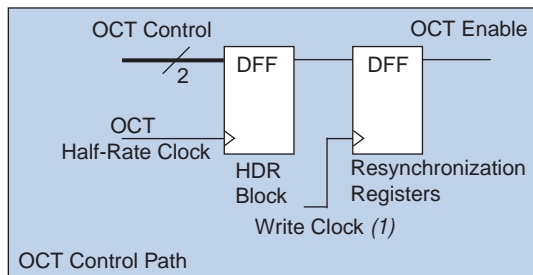 OCT Control
OCT Enable
DFF
DFF
2
OCT
Half-Rate Clock
HDR
Block
Resynchronization
Registers
Write Clock (1)
OCT Control Path